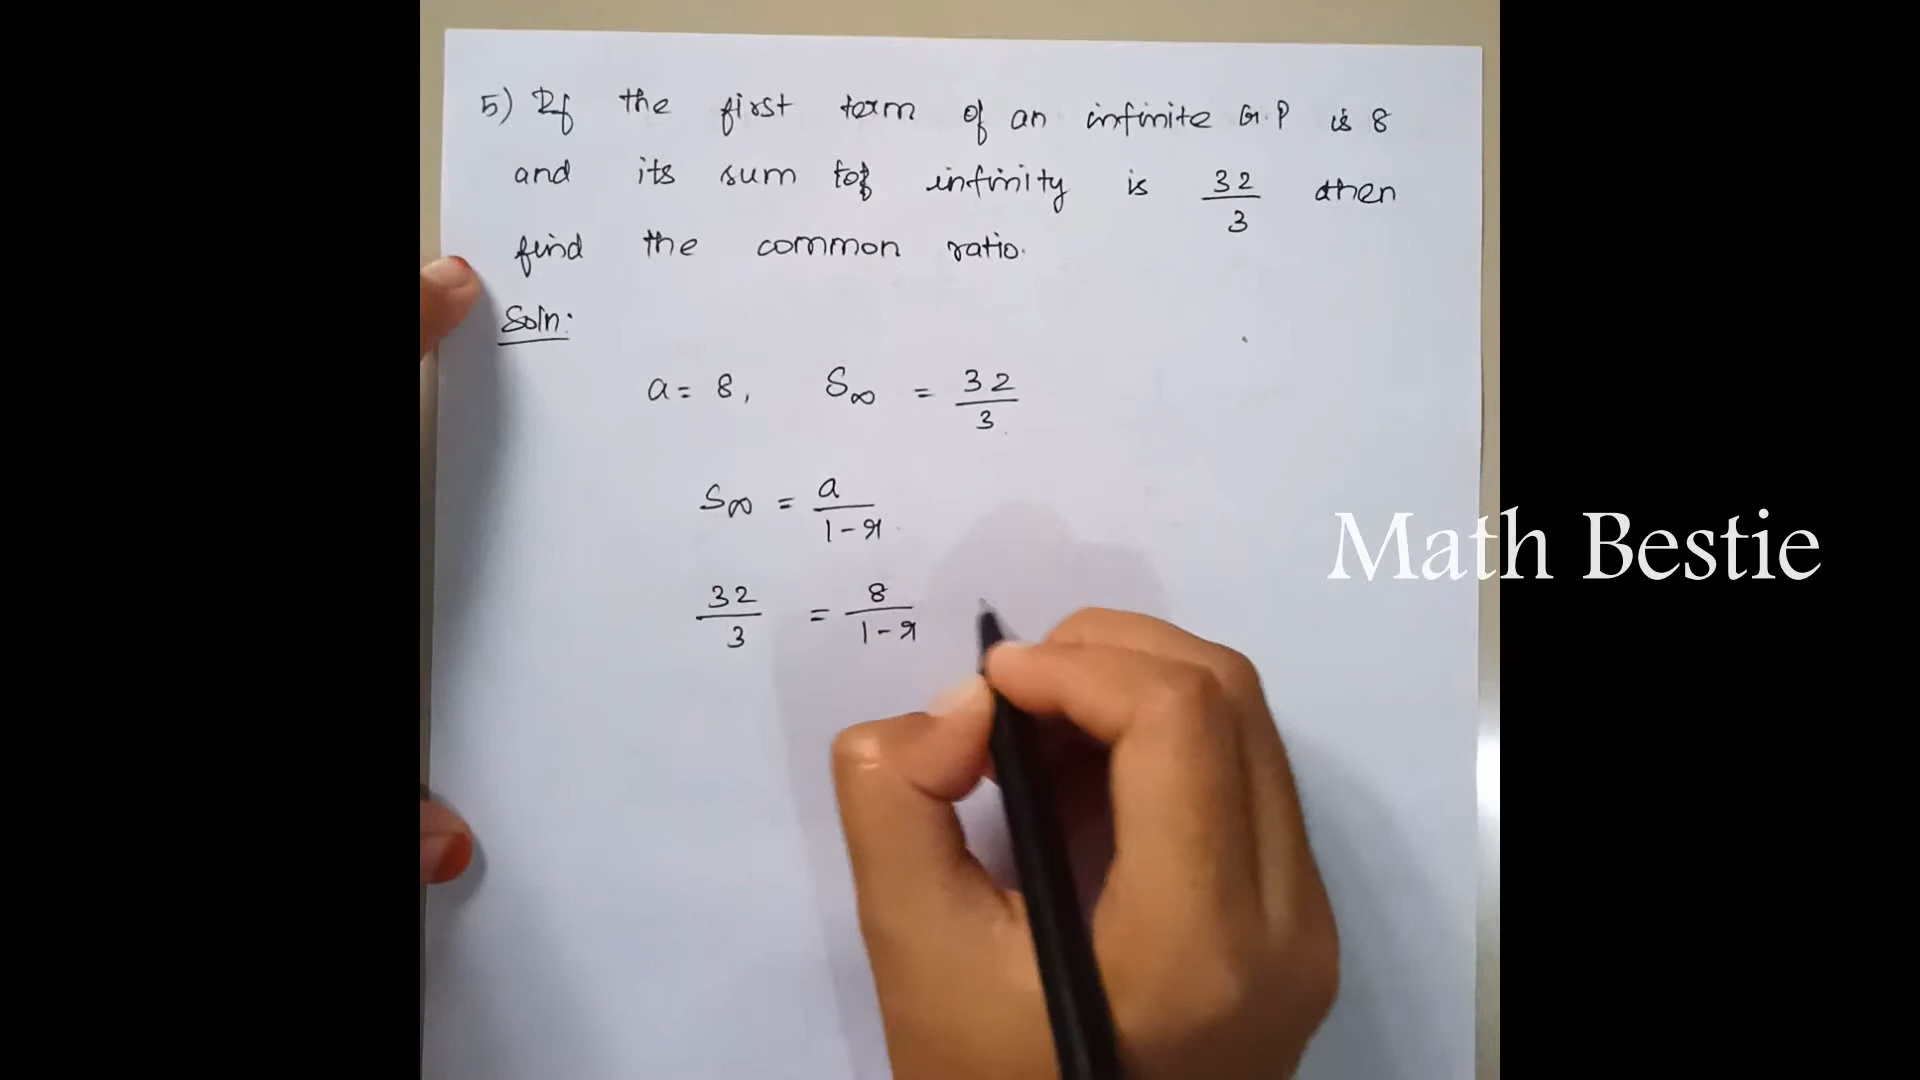 5) If the first term of an infinite G.P is 8
and its sum to infinity is 32/3 then
find the common ratio.
Soln:
a = 8, S∞ = 32/3
S∞ = a/1-r
32/3 = 8/1-r
Math Bestie